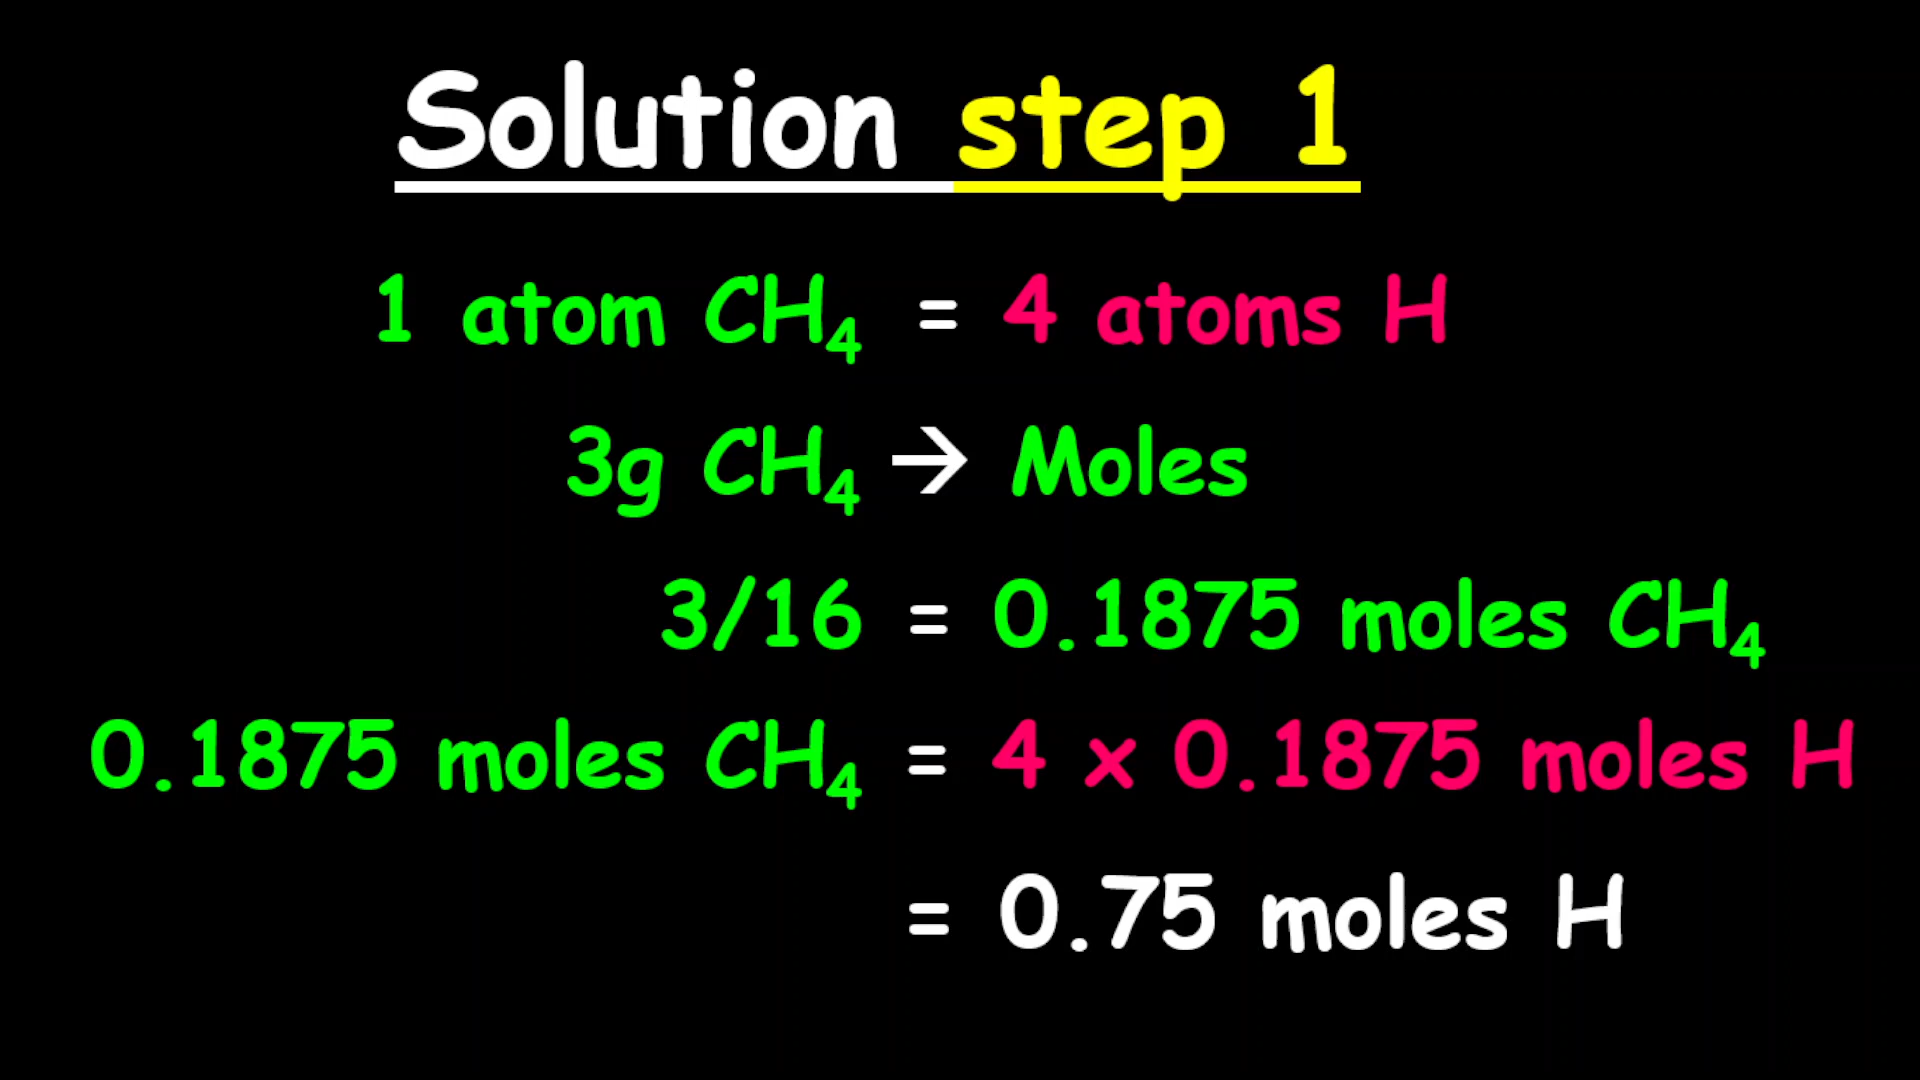 Solution step 1
1 atom CH₄ = 4 atoms H
3g CH₄ → Moles
3/16 = 0.1875 moles CH₄
0.1875 moles CH₄ = 4 x 0.1875 moles H
= 0.75 moles H